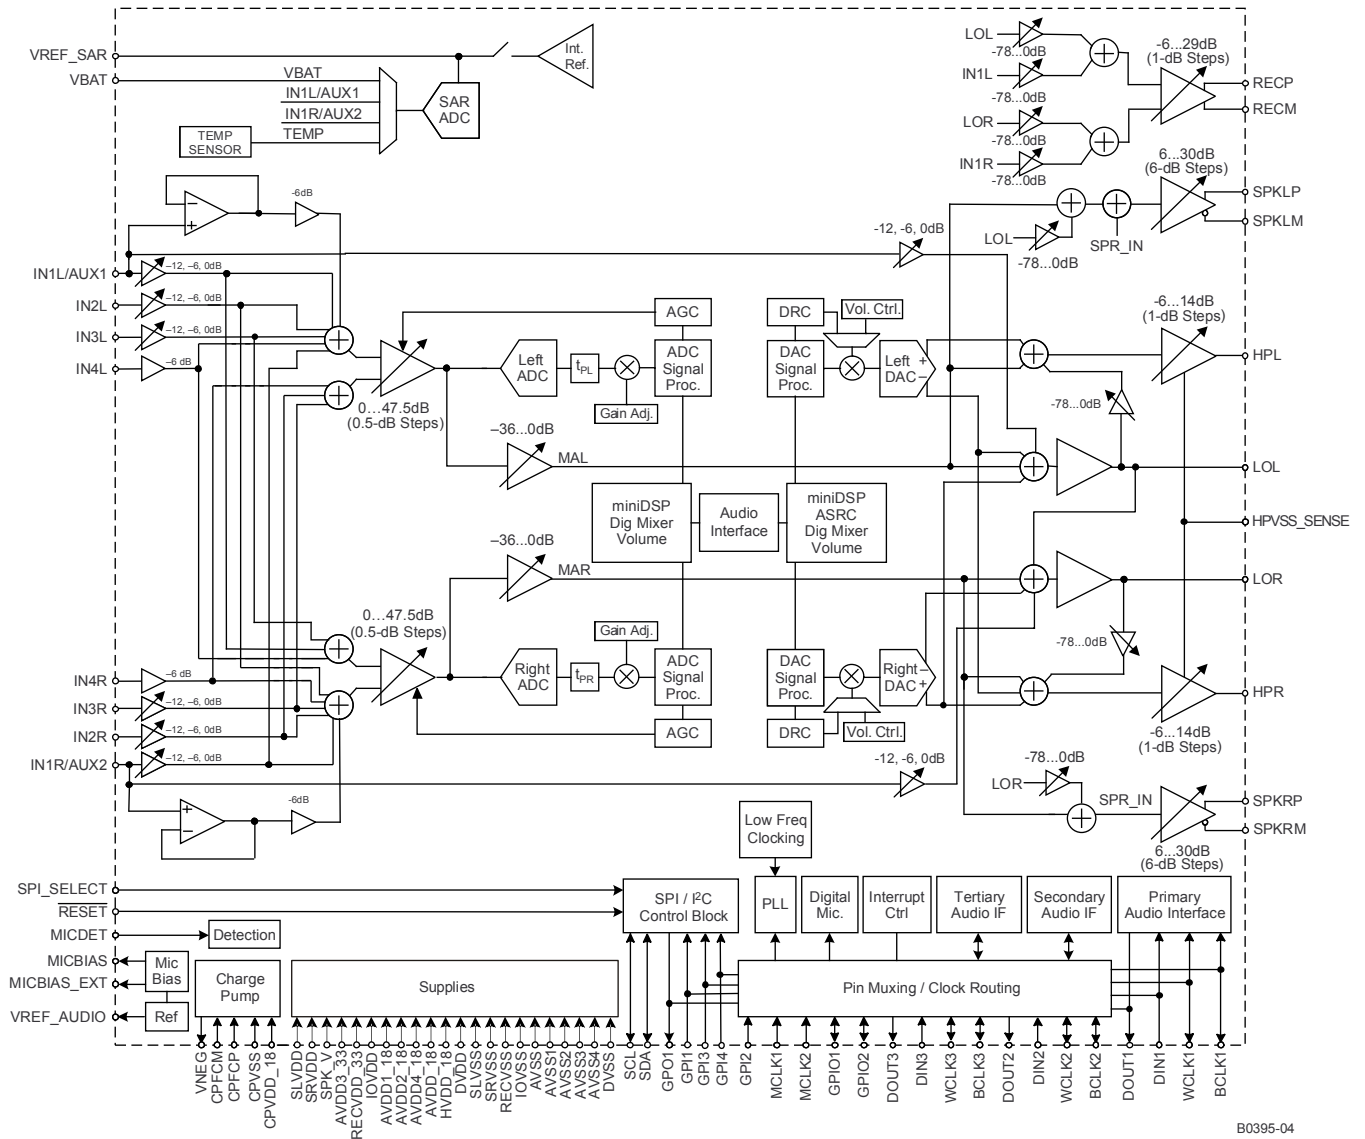 VREF_SAR
VBAT
VBAT
IN1L/AUX1
IN1R/AUX2
TEMP
TEMP
SENSOR
SAR
ADC
Int.
Ref.
LOL
-78...0dB
IN1L
-78...0dB
LOR
-78...0dB
IN1R
-78...0dB
-6...29dB
(1-dB Steps)
RECP
RECM
6...30dB
(6-dB Steps)
SPKLP
SPKLM
LOL
-78...0dB
SPR_IN
-6dB
-12, -6, 0dB
IN1L/AUX1
–12, –6, 0dB
IN2L
–12, –6, 0dB
IN3L
–12, –6, 0dB
IN4L
–6 dB
0...47.5dB
(0.5-dB Steps)
AGC
Left
ADC
tPL
Gain Adj.
ADC
Signal
Proc.
DRC
Vol. Ctrl.
DAC
Signal
Proc.
Left +
DAC –
-6...14dB
(1-dB Steps)
HPL
-78...0dB
–36...0dB
MAL
LOL
miniDSP
Dig Mixer
Volume
Audio
Interface
miniDSP
ASRC
Dig Mixer
Volume
HPVSS_SENSE
–36...0dB
MAR
LOR
0...47.5dB
(0.5-dB Steps)
Gain Adj.
-78...0dB
Right
ADC
tPR
ADC
Signal
Proc.
AGC
DAC
Signal
Proc.
Right –
DAC +
DRC
Vol. Ctrl.
HPR
-6...14dB
(1-dB Steps)
IN4R
–6 dB
IN3R
–12, –6, 0dB
IN2R
–12, –6, 0dB
IN1R/AUX2
–12, –6, 0dB
-12, -6, 0dB
-6dB
-78...0dB
LOR
SPR_IN
SPKRP
SPKRM
6...30dB
(6-dB Steps)
Low Freq
Clocking
SPI_SELECT
RESET
MICDET
Detection
MICBIAS
MICBIAS_EXT
Mic
Bias
VREF_AUDIO
Ref
Charge
Pump
Supplies
SPI / I²C
Control Block
PLL
Digital
Mic.
Interrupt
Ctrl
Tertiary
Audio IF
Secondary
Audio IF
Primary
Audio Interface
Pin Muxing / Clock Routing
VNEG
CPFCM
CPFCP
CPVSS
CPVDD_18
SLVDD
SRVDD
SPK_V
AVDD3_33
RECVDD_33
IOVDD
AVDD1_18
AVDD2_18
AVDD4_18
AVDD_18
HVDD_18
DVDD
SLVSS
SRVSS
RECVSS
IOVSS
AVSS
AVSS1
AVSS2
AVSS3
AVSS4
DVSS
SCL
SDA
GPO1
GPI1
GPI3
GPI4
GPI2
MCLK1
MCLK2
GPIO1
GPIO2
DOUT3
DIN3
WCLK3
BCLK3
DOUT2
DIN2
WCLK2
BCLK2
DOUT1
DIN1
WCLK1
BCLK1
B0395-04